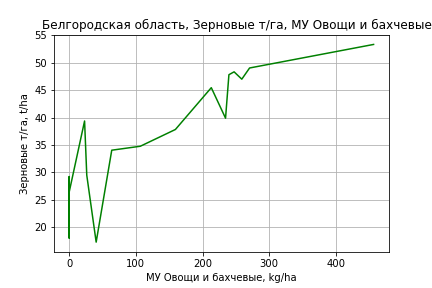 Белгородская область, Зерновые т/га, МУ Овощи и бахчевые
55
50
45
40
35
30
25
20
Зерновые т/га, t/ha
0 100 200 300 400
МУ Овощи и бахчевые, kg/ha